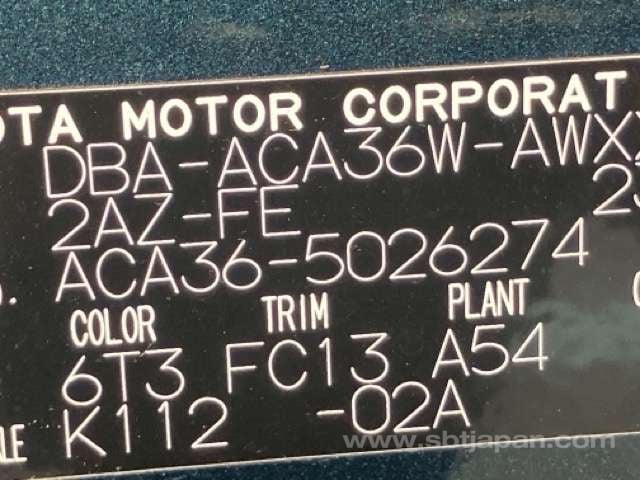 OTA MOTOR CORPORAT
DBA-ACA36W-AWX
2AZ-FE
ACA36-5026274
COLOR TRIM PLANT
6T3 FC13 A54
K112 -02A
www.sbtjapan.com